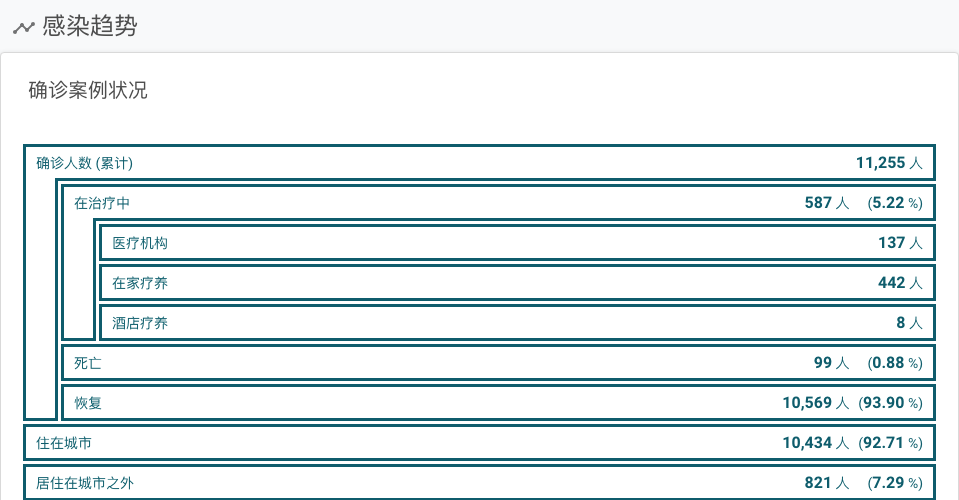 感染趋势
确诊案例状况
确诊人数 (累计) 11,255 人
在治疗中 587 人 (5.22 %)
医疗机构 137 人
在家疗养 442 人
酒店疗养 8 人
死亡 99 人 (0.88 %)
恢复 10,569 人 (93.90 %)
住在城市 10,434 人 (92.71 %)
居住在城市之外 821 人 (7.29 %)